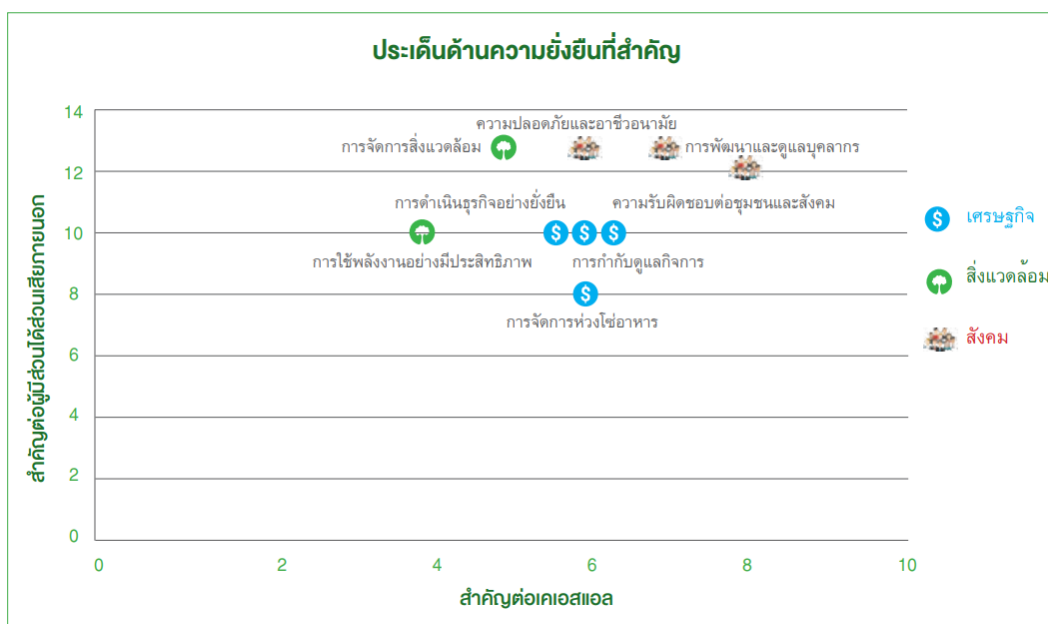 ประเด็นด้านความยั่งยืนที่สำคัญ
สำคัญต่อผู้มีส่วนได้ส่วนเสียภายนอก
14
ความปลอดภัยและอาชีวอนามัย
การจัดการสิ่งแวดล้อม
การพัฒนาและดูแลบุคลากร
12
การดำเนินธุรกิจอย่างยั่งยืน
ความรับผิดชอบต่อชุมชนและสังคม
10
การใช้พลังงานอย่างมีประสิทธิภาพ
การกำกับดูแลกิจการ
8
การจัดการห่วงโซ่อาหาร
6
4
2
0
0 2 4 6 8 10
สำคัญต่อเคเอสแอล
$ เศรษฐกิจ
สิ่งแวดล้อม
สังคม